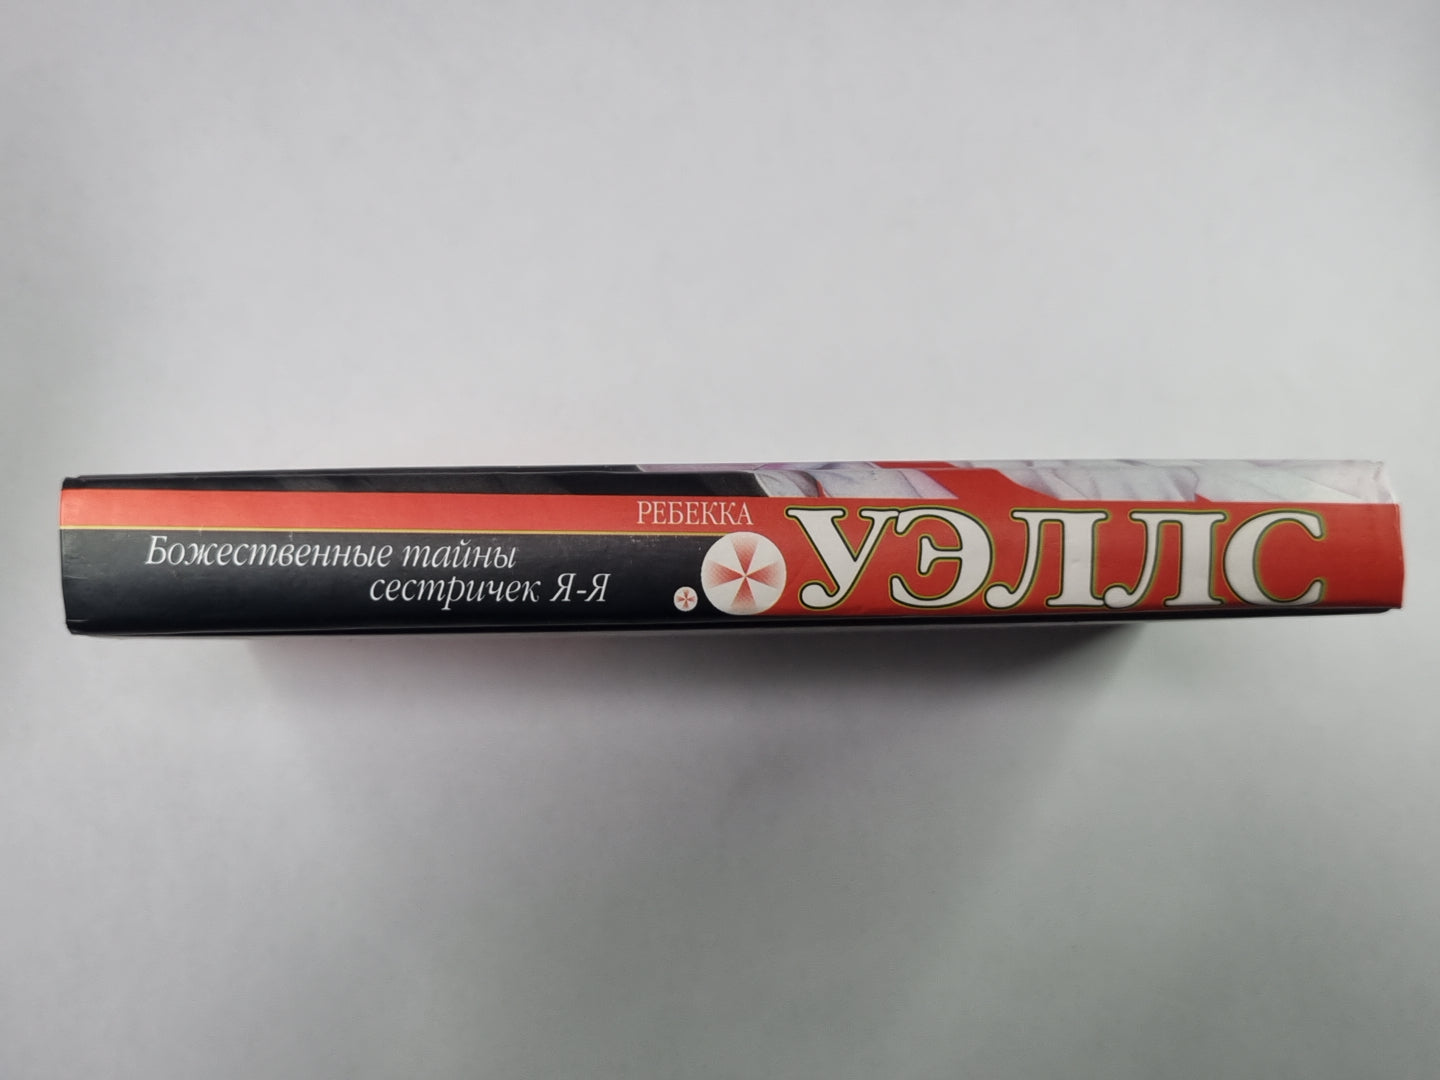 РЕБЕККА
УЭЛЛС
Божественные тайны
сестричек Я-Я